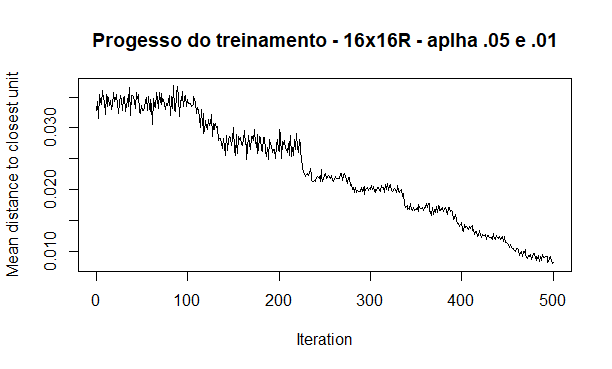 Progesso do treinamento - 16x16R - aplha .05 e .01
Mean distance to closest unit
0.030
0.020
0.010
0 100 200 300 400 500
Iteration